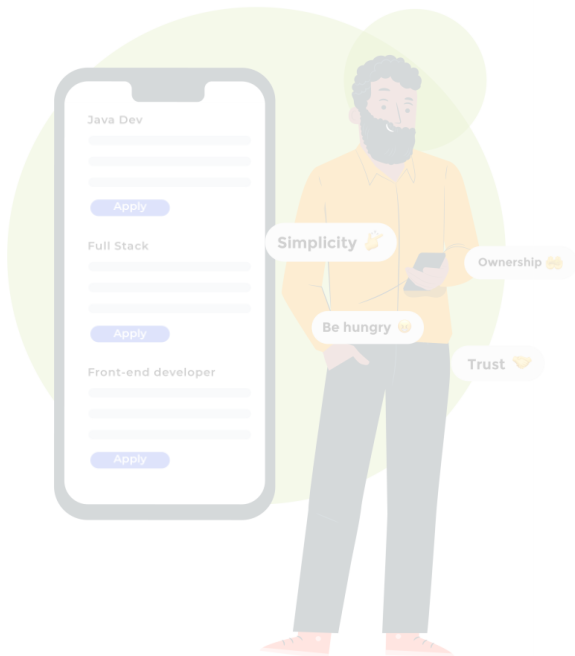 Java Dev
Apply
Full Stack
Apply
Front-end developer
Apply
Simplicity
Ownership
Be hungry
Trust